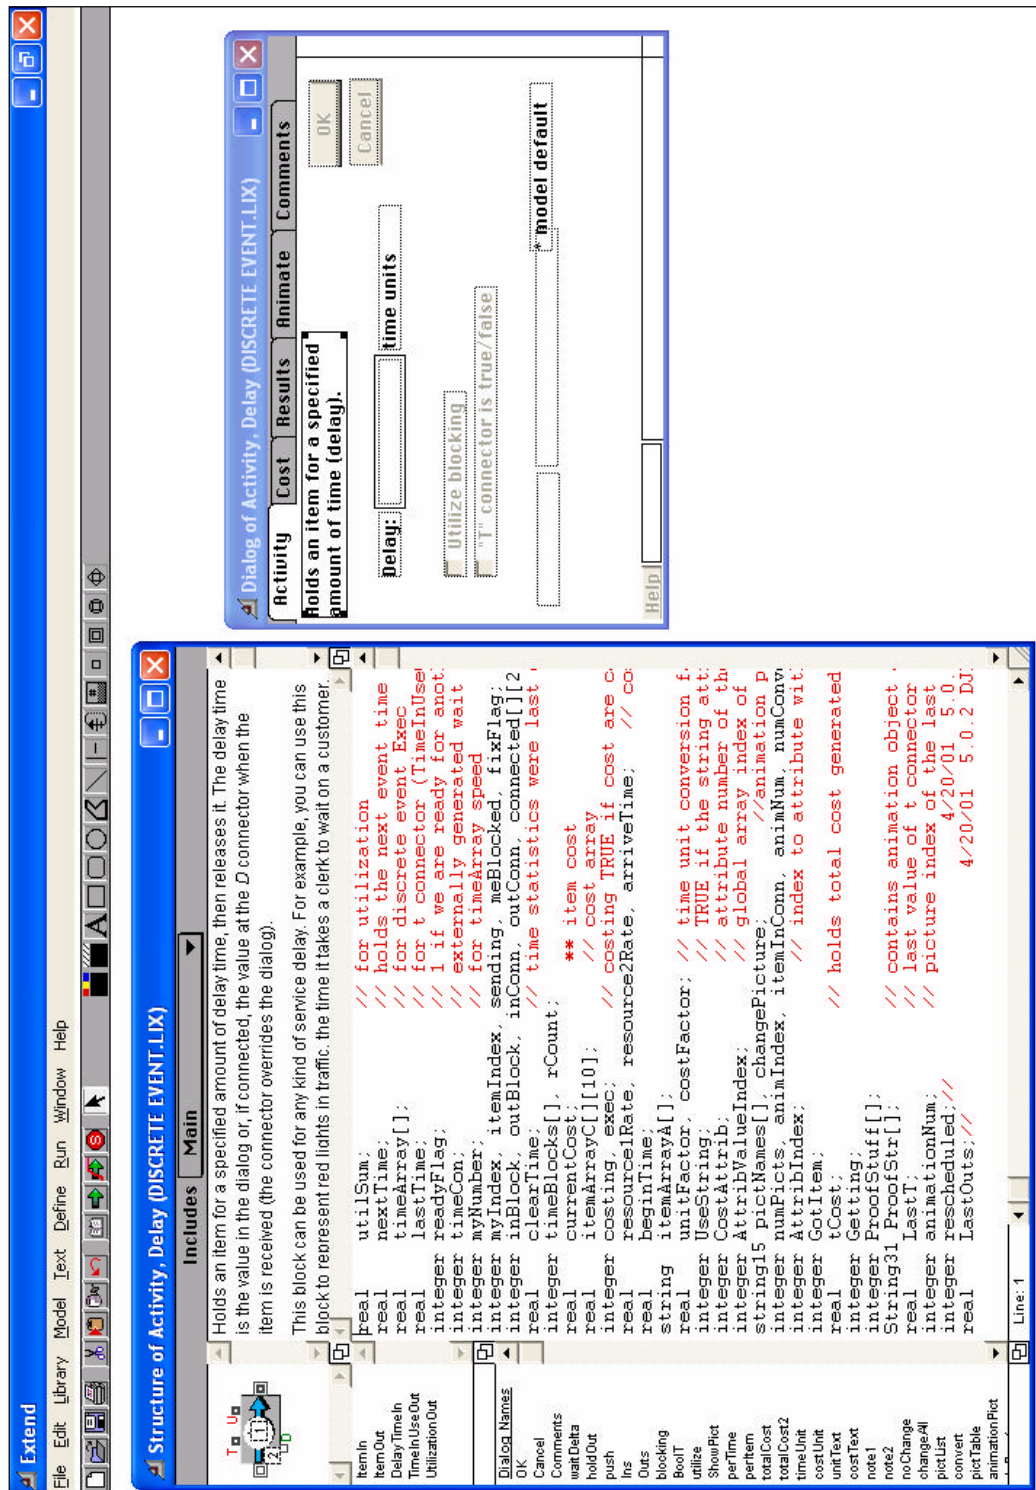 Extend
File Edit Library Model Text Define Run Window Help
Structure of Activity, Delay (DISCRETE EVENT.LIX)
Includes Main
T U
D
1
2
Holds an item for a specified amount of delay time, then releases it. The delay time
is the value in the dialog or, if connected, the value at the D connector when the
item is received (the connector overrides the dialog).
This block can be used for any kind of service delay. For example, you can use this
block to represent red lights in traffic, the time it takes a clerk to wait on a customer,
ItemIn
ItemOut
DelayTimeIn
TimeInUseOut
UtilizationOut
Dialog Names
OK
Cancel
Comments
waitDelta
holdOut
push
Ins
Outs
blocking
BoolT
utilize
ShowPict
perTime
perItem
totalCost
totalCost2
timeUnit
costUnit
unitText
costText
note1
note2
noChange
changeAll
pictList
convert
pictTable
animationPict
real utilSum; // for utilization
real nextTime; // holds the next event time
real timeArray[]; // for discrete event Exec
real lastTime; // for t connector (TimeInUse
integer readyFlag; // 1 if we are ready for anot
integer timeCon; // externally generated wait
integer myNumber; // for timeArray speed
integer myIndex, itemIndex, sending, meBlocked, fixFlag;
integer inBlock, outBlock, inConn, outConn, connected[][2
real clearTime; // time statistics were last
integer timeBlocks[], rCount;
real currentCost; ** item cost
real itemArrayC[][10]; // cost array
integer costing, exec; // costing TRUE if cost are c
real resource1Rate, resource2Rate, arriveTime; // co
real beginTime;
string itemArrayA[];
real unifFactor, costFactor; // time unit conversion f
integer UseString; // TRUE if the string att
integer CostAttrib; // attribute number of th
integer AttribValueIndex; // global array index of
string15 pictNames[], changePicture; //animation p
integer numPicts, animIndex, itemInConn, animNum, numConv
integer AttribIndex; // index to attribute wit
integer GotItem;
real tCost; // holds total cost generated
integer Getting;
integer ProofStuff[]; // contains animation object
String31 ProofStr[];
real LastT; // last value of t connector
integer animationNum; // picture index of the last
integer rescheduled;// 4/20/01 5.0.
real LastOuts;// 4/20/01 5.0.2 DJ
Line: 1
Dialog of Activity, Delay (DISCRETE EVENT.LIX)
Activity Cost Results Animate Comments
Holds an item for a specified
amount of time (delay).
OK
Cancel
Delay: time units
Utilize blocking
"T" connector is true/false
* model default
Help